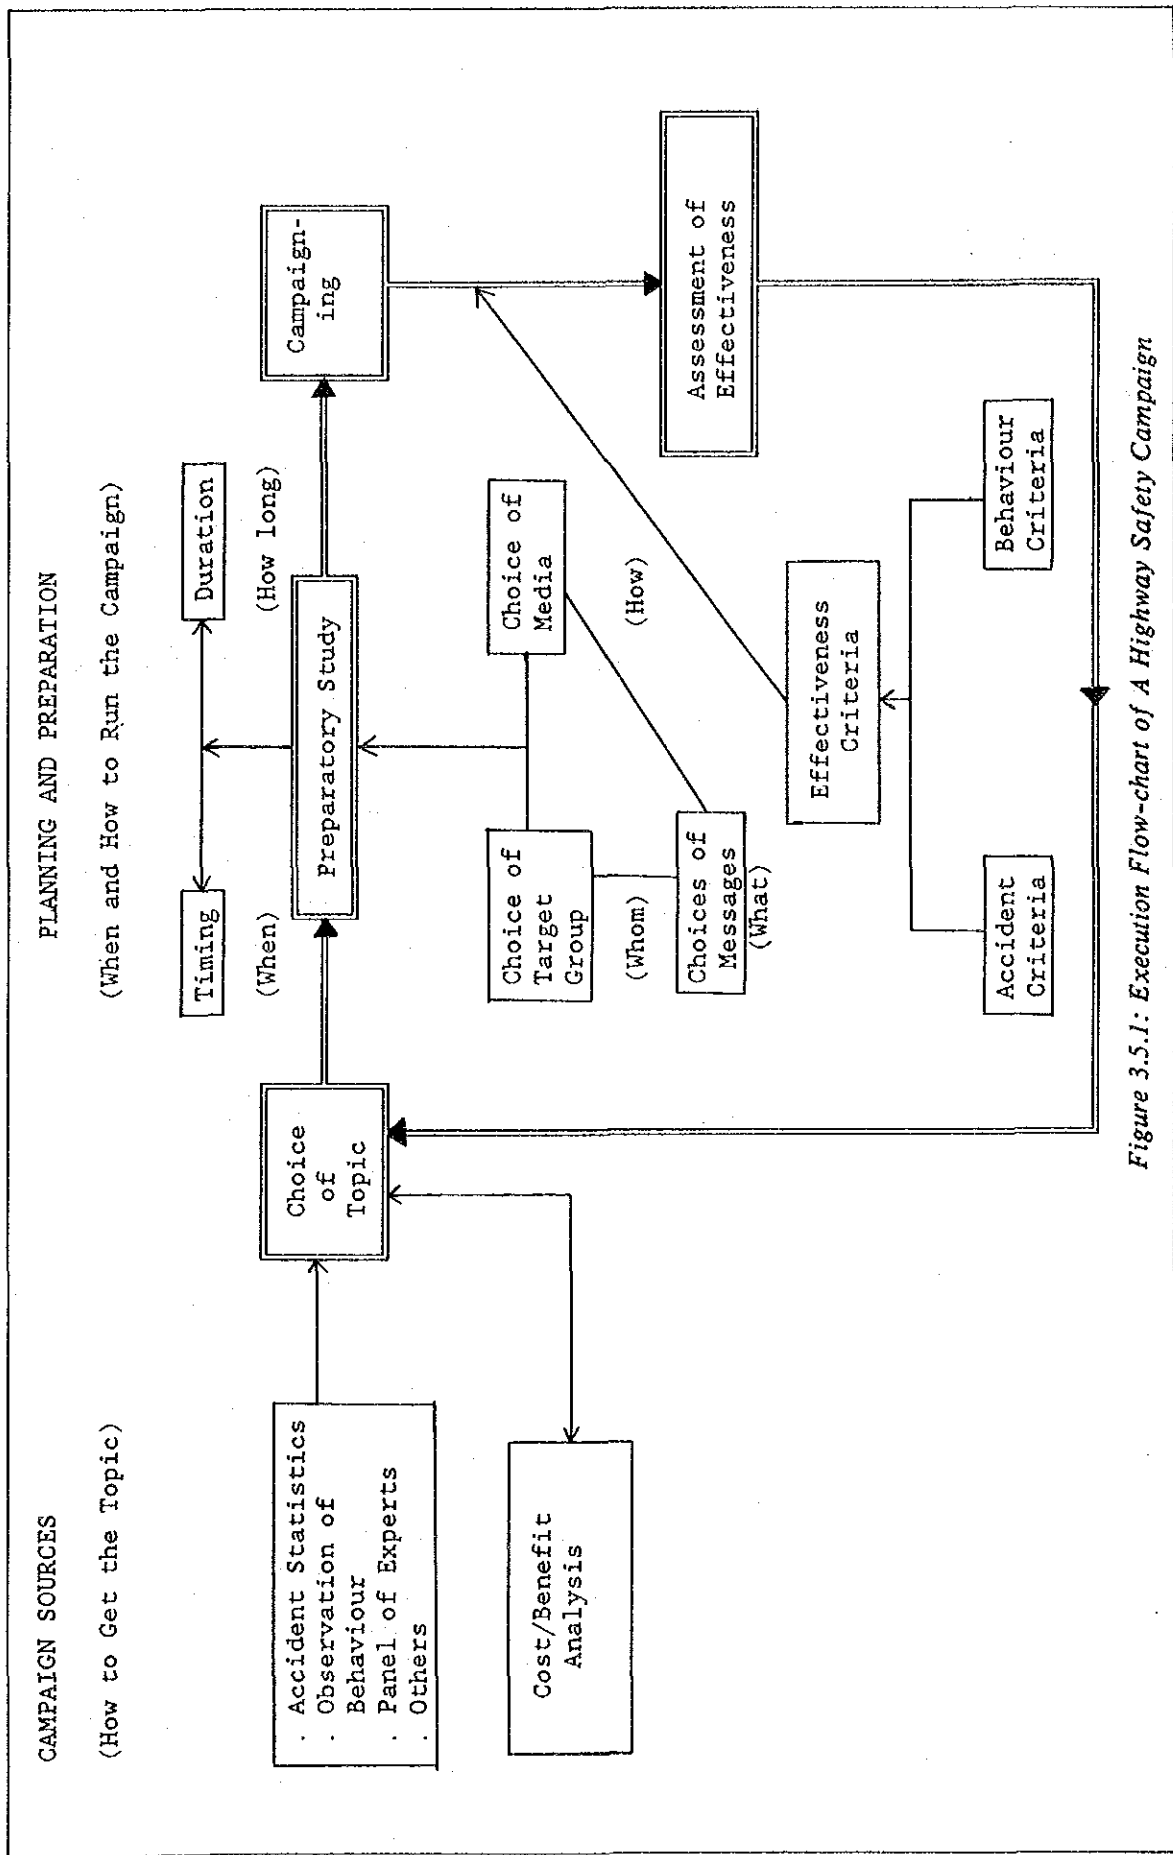 CAMPAIGN SOURCES
(How to Get the Topic)
. Accident Statistics
. Observation of
Behaviour
. Panel of Experts
. Others
Cost/Benefit
Analysis
Choice
of
Topic
PLANNING AND PREPARATION
(When and How to Run the Campaign)
Timing
Duration
(When)
(How long)
Preparatory Study
Campaign-
ing
Choice of
Target
Group
Choice of
Media
(Whom)
(How)
Choices of
Messages
(What)
Assessment of
Effectiveness
Effectiveness
Criteria
Accident
Criteria
Behaviour
Criteria
Figure 3.5.1: Execution Flow-chart of A Highway Safety Campaign